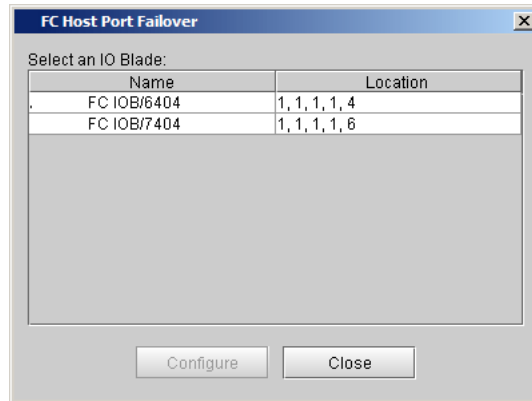 FC Host Port Failover
Select an IO Blade:
Name Location
. FC IOB/6404 1, 1, 1, 1, 4
FC IOB/7404 1, 1, 1, 1, 6
Configure Close